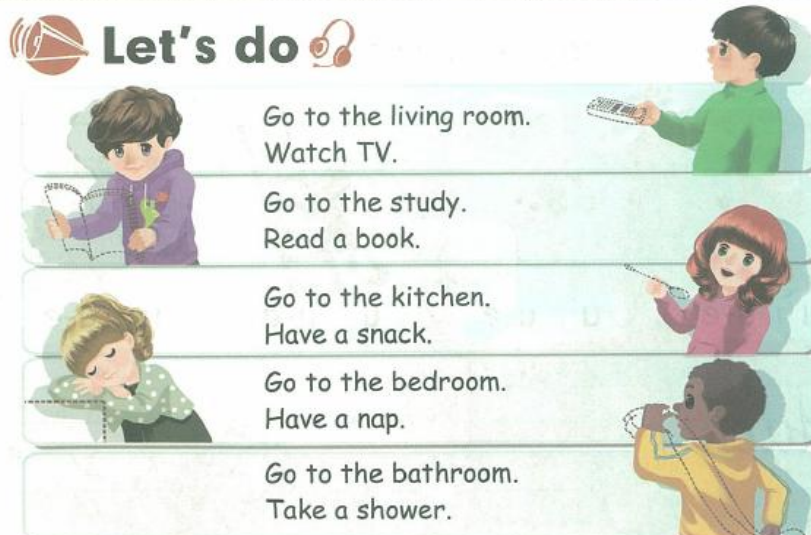 Let's do
Go to the living room.
Watch TV.
Go to the study.
Read a book.
Go to the kitchen.
Have a snack.
Go to the bedroom.
Have a nap.
Go to the bathroom.
Take a shower.